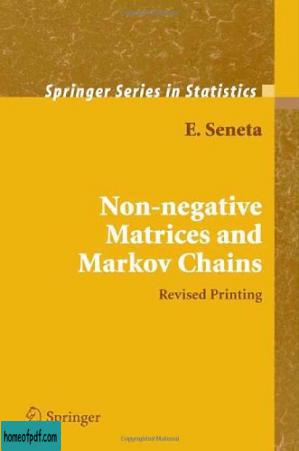 Springer Series in Statistics
E. Seneta
Non-negative
Matrices and
Markov Chains
Revised Printing
Springer
homeofpdf.com